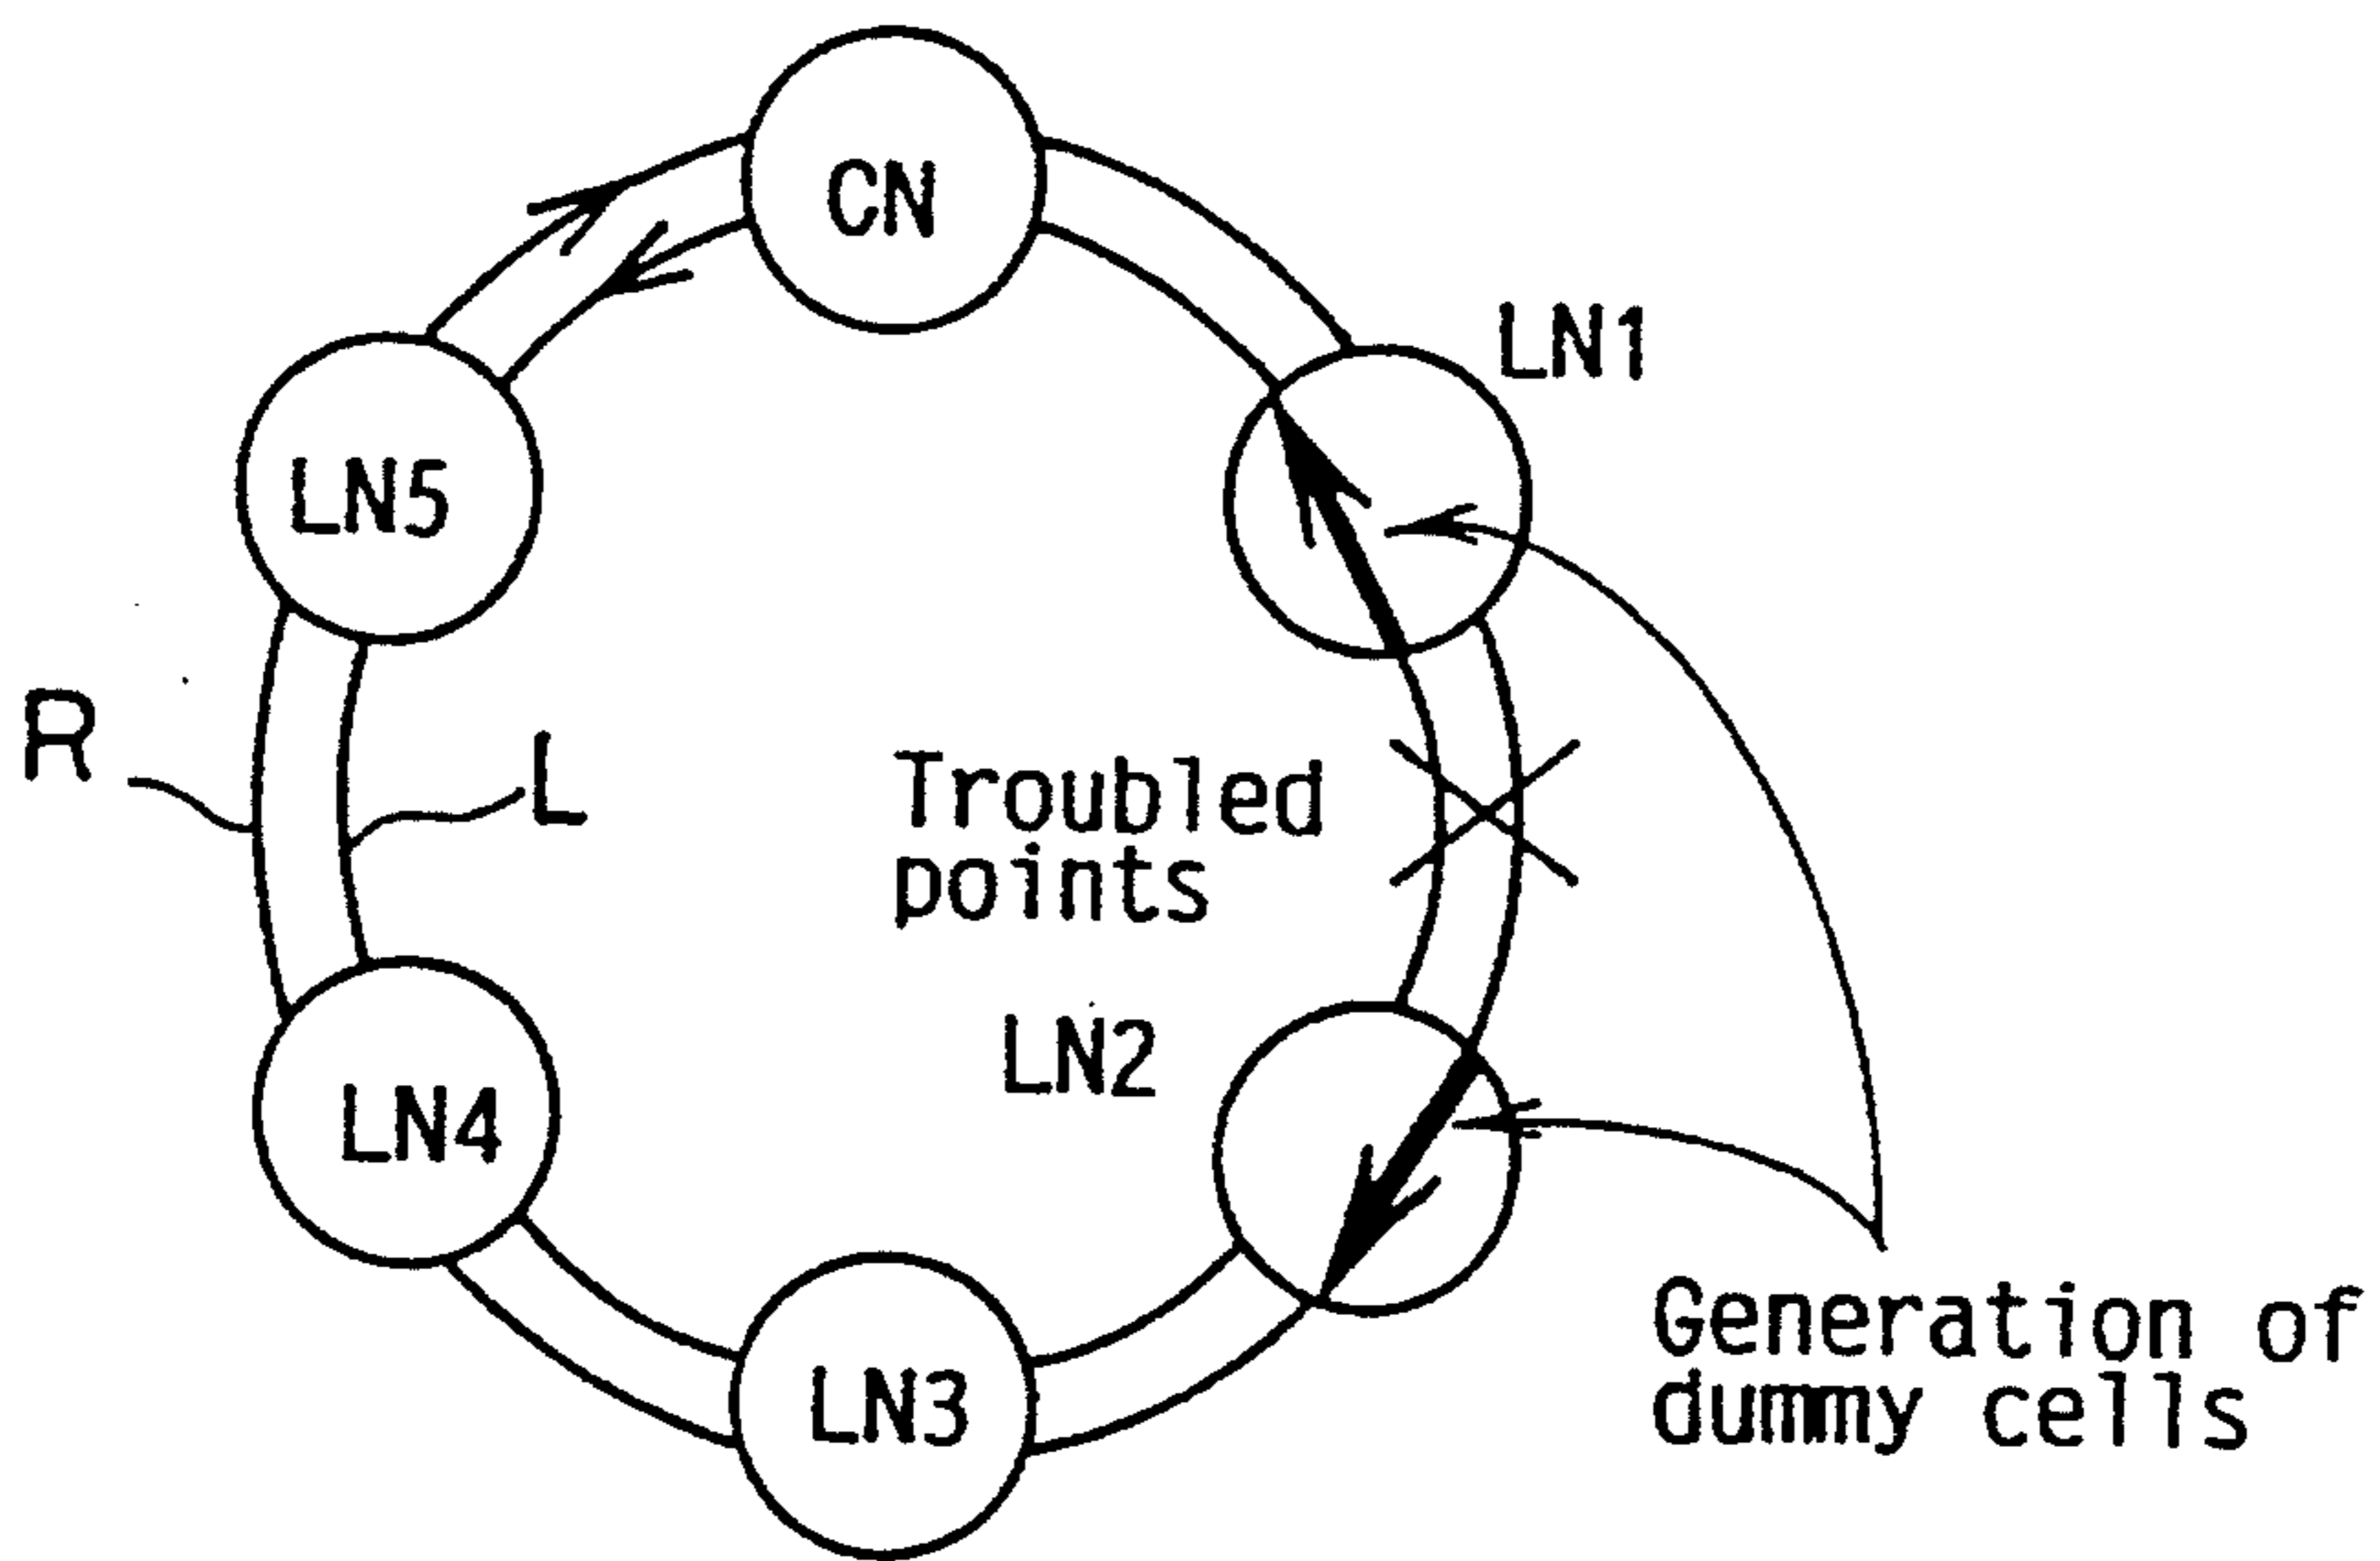 CN
LN1
LN5
R
L
Troubled
points
LN2
LN4
LN3
Generation of
dummy cells